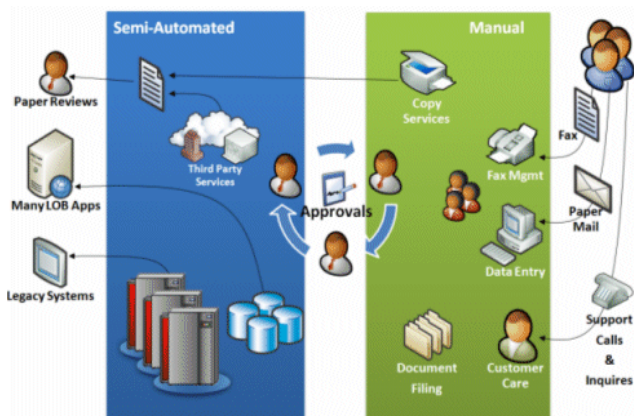 Semi-Automated
Manual
Paper Reviews
Copy
Services
Fax
Third Party
Services
Fax Mgmt
Many LOB Apps
Approvals
Paper
Mail
Data Entry
Legacy Systems
Support
Calls
&
Inquires
Document
Filing
Customer
Care